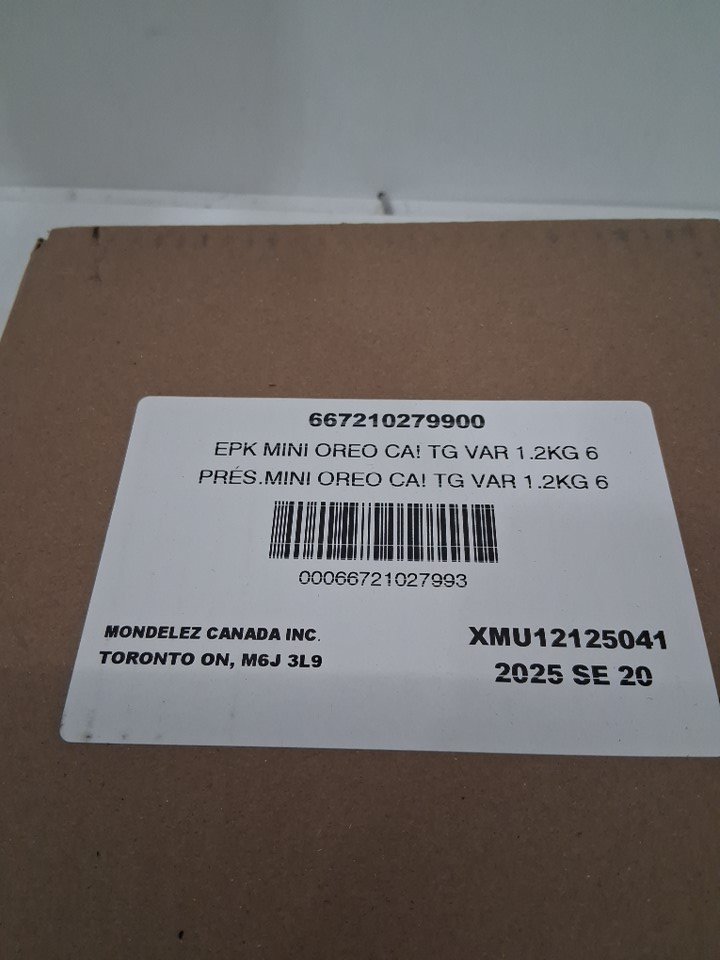 667210279900
EPK MINI OREO CA! TG VAR 1.2KG 6
PRÉS.MINI OREO CA! TG VAR 1.2KG 6
00066721027993
MONDELEZ CANADA INC.
TORONTO ON, M6J 3L9
XMU12125041
2025 SE 20